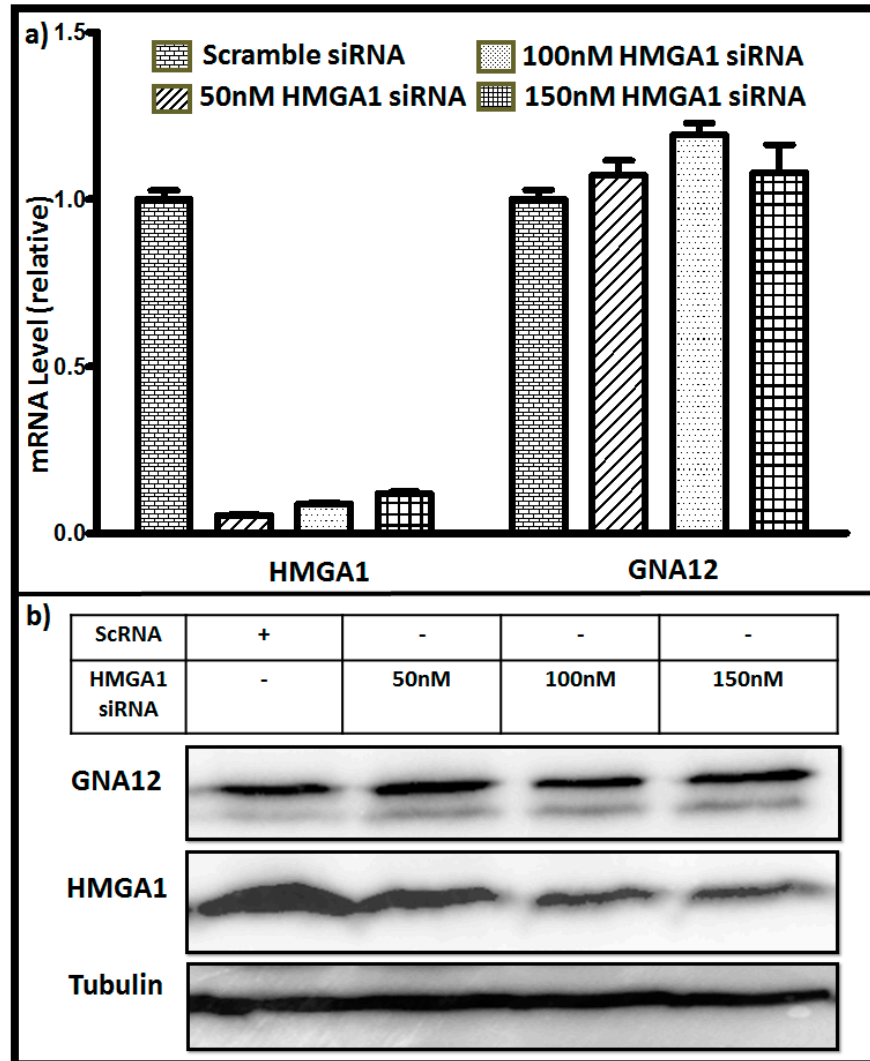 a)
1.5
Scramble siRNA
100nM HMGA1 siRNA
50nM HMGA1 siRNA
150nM HMGA1 siRNA
1.0
0.5
0.0
mRNA Level (relative)
HMGA1
GNA12
b)
ScRNA + - - -
HMGA1 siRNA - 50nM 100nM 150nM
GNA12
HMGA1
Tubulin